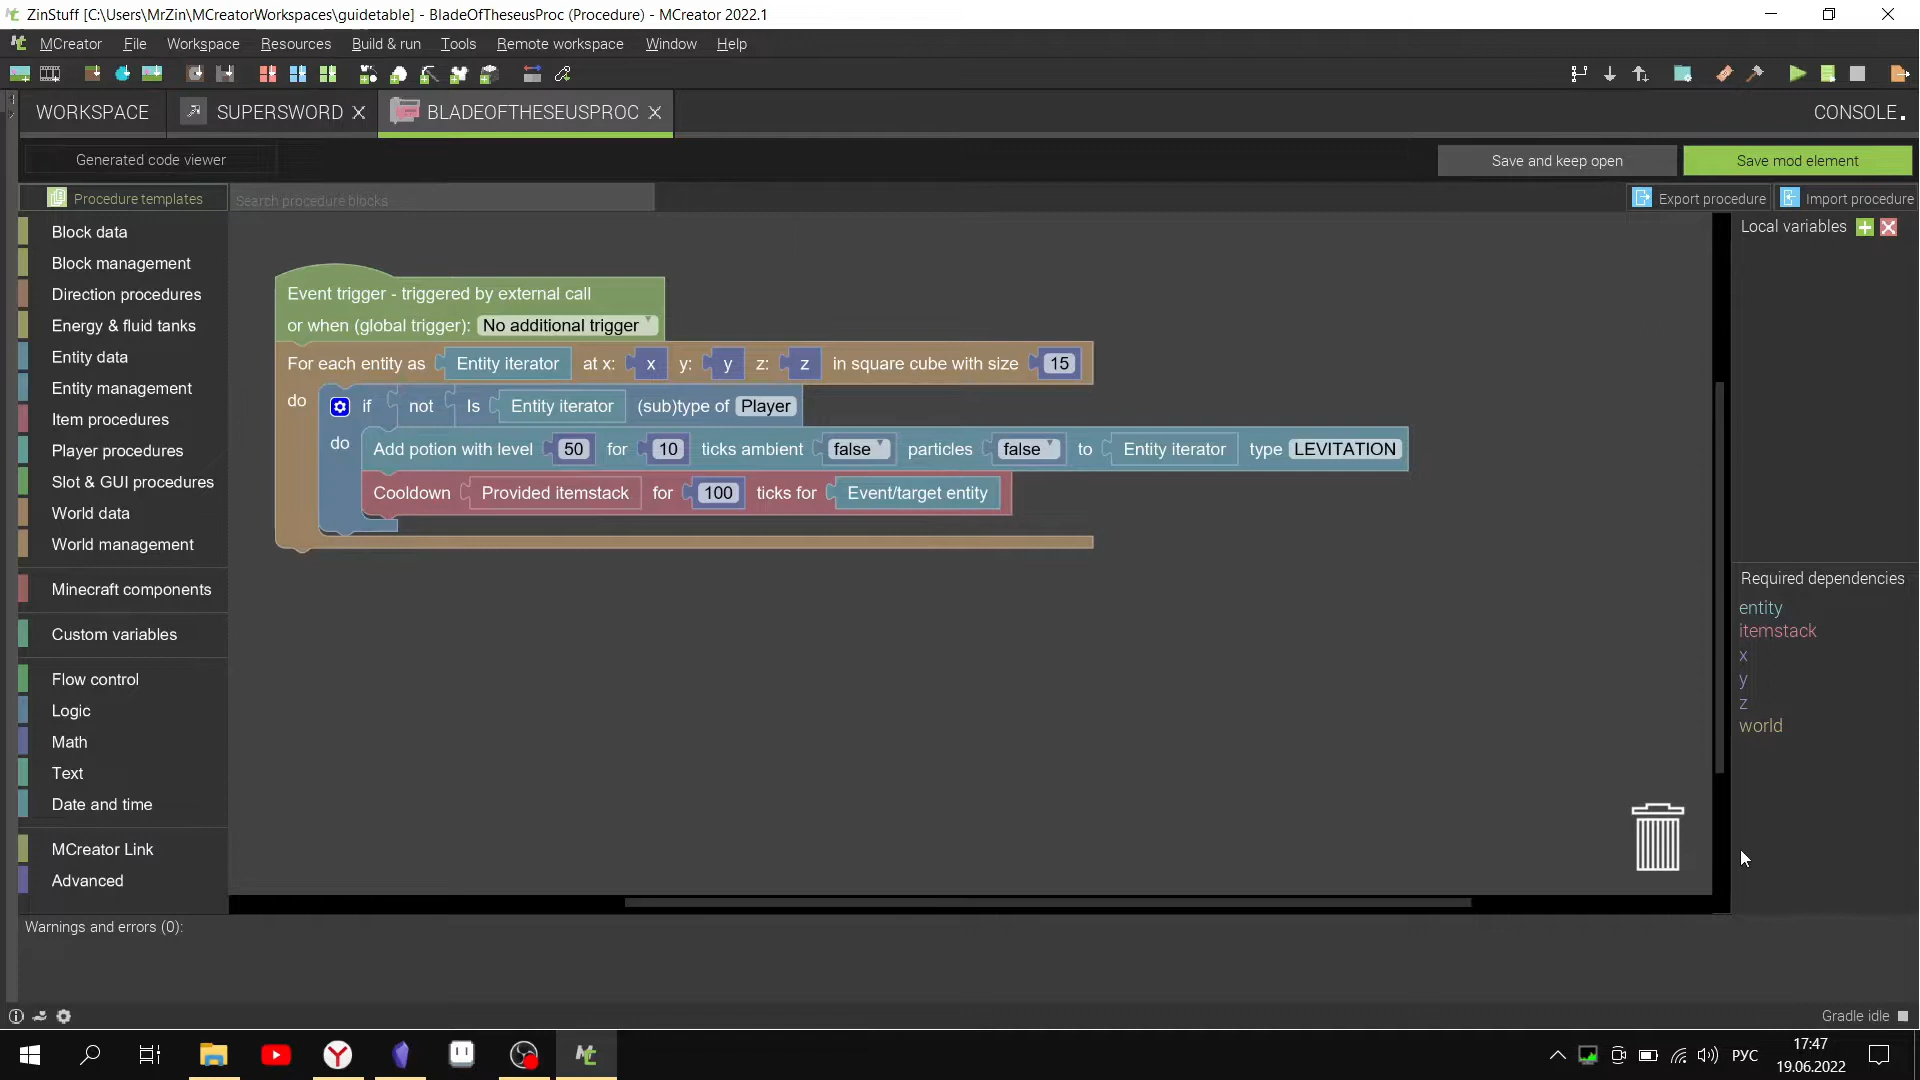 ZinStuff [C:\Users\MrZin\MCreatorWorkspaces\guidetable] - BladeOfTheseusProc (Procedure) - MCreator 2022.1
MCreator File Workspace Resources Build & run Tools Remote workspace Window Help
WORKSPACE SUPERSWORD BLADEOFTHESEUSPROC CONSOLE
Generated code viewer Save and keep open Save mod element
Procedure templates Search procedure blocks Export procedure Import procedure
Block data
Block management
Direction procedures
Energy & fluid tanks
Entity data
Entity management
Item procedures
Player procedures
Slot & GUI procedures
World data
World management
Minecraft components
Custom variables
Flow control
Logic
Math
Text
Date and time
MCreator Link
Advanced
Event trigger - triggered by external call
or when (global trigger): No additional trigger
For each entity as Entity iterator at x: x y: y z: z in square cube with size 15
do if not Is Entity iterator (sub)type of Player
do Add potion with level 50 for 10 ticks ambient false particles false to Entity iterator type LEVITATION
Cooldown Provided itemstack for 100 ticks for Event/target entity
Local variables
Required dependencies
entity
itemstack
x
y
z
world
Warnings and errors (0):
Gradle idle
РУС
17:47
19.06.2022